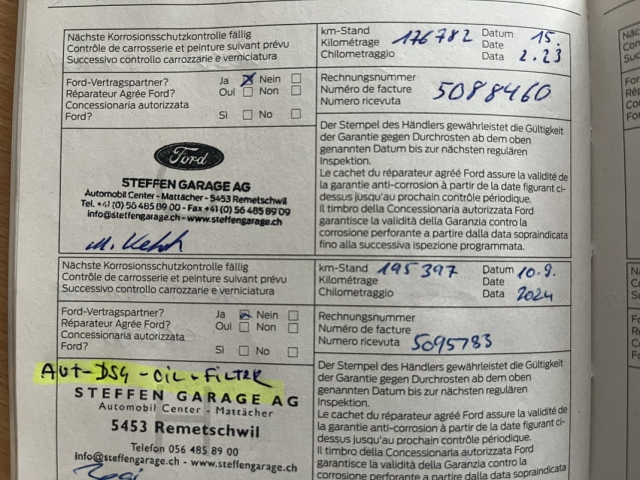 Nächste Korrosionsschutzkontrolle fällig
Contrôle de carrosserie et peinture suivant prévu
Successivo controllo carrozzarie e verniciatura
km-Stand 176782 Datum 15.
Kilométrage Date
Chilometraggio Data 2.23
Ford-Vertragspartner? Ja Nein
Réparateur Agrée Ford? Oui Non
Concessionaria autorizzata
Ford? Sì No
Rechnungsnummer
Numéro de facture 5088460
Numero ricevuta
Ford
STEFFEN GARAGE AG
Automobil Center - Mattächer - 5453 Remetschwil
Tel. +41 (0) 56 485 89 00 - Fax +41 (0) 56 485 89 09
info@steffengarage.ch - www.steffengarage.ch
Der Stempel des Händlers gewährleistet die Gültigkeit
der Garantie gegen Durchrosten ab dem oben
genannten Datum bis zur nächsten regulären
Inspektion.
Le cachet du réparateur agréé Ford assure la validité de
la garantie anti-corrosion à partir de la date figurant ci-
dessus jusqu'au prochain contrôle périodique.
Il timbro della Concessionaria autorizzata Ford
garantisce la validità della Garanzia contro la
corrosione perforante a partire dalla data sopraindicata
fino alla successiva ispezione programmata.
Nächste Korrosionsschutzkontrolle fällig
Contrôle de carrosserie et peinture suivant prévu
Successivo controllo carrozzarie e verniciatura
km-Stand 195397 Datum 10.9.
Kilométrage Date
Chilometraggio Data 2024
Ford-Vertragspartner? Ja Nein
Réparateur Agrée Ford? Oui Non
Concessionaria autorizzata
Ford? Sì No
Rechnungsnummer
Numéro de facture
Numero ricevuta 5095783
AUT-DSG-OIL-FILTER
STEFFEN GARAGE AG
Automobil Center - Mattächer
5453 Remetschwil
Telefon 056 485 89 00
Info@steffengarage.ch - www.steffengarage.ch
Der Stempel des Händlers gewährleistet die Gültigkeit
der Garantie gegen Durchrosten ab dem oben
genannten Datum bis zur nächsten regulären
Inspektion.
Le cachet du réparateur agréé Ford assure la validité de
la garantie anti-corrosion à partir de la date figurant ci-
dessus jusqu'au prochain contrôle périodique.
Il timbro della Concessionaria autorizzata Ford
garantisce la validità della Garanzia contro la
corrosione perforante a partire dalla data sopraindicata